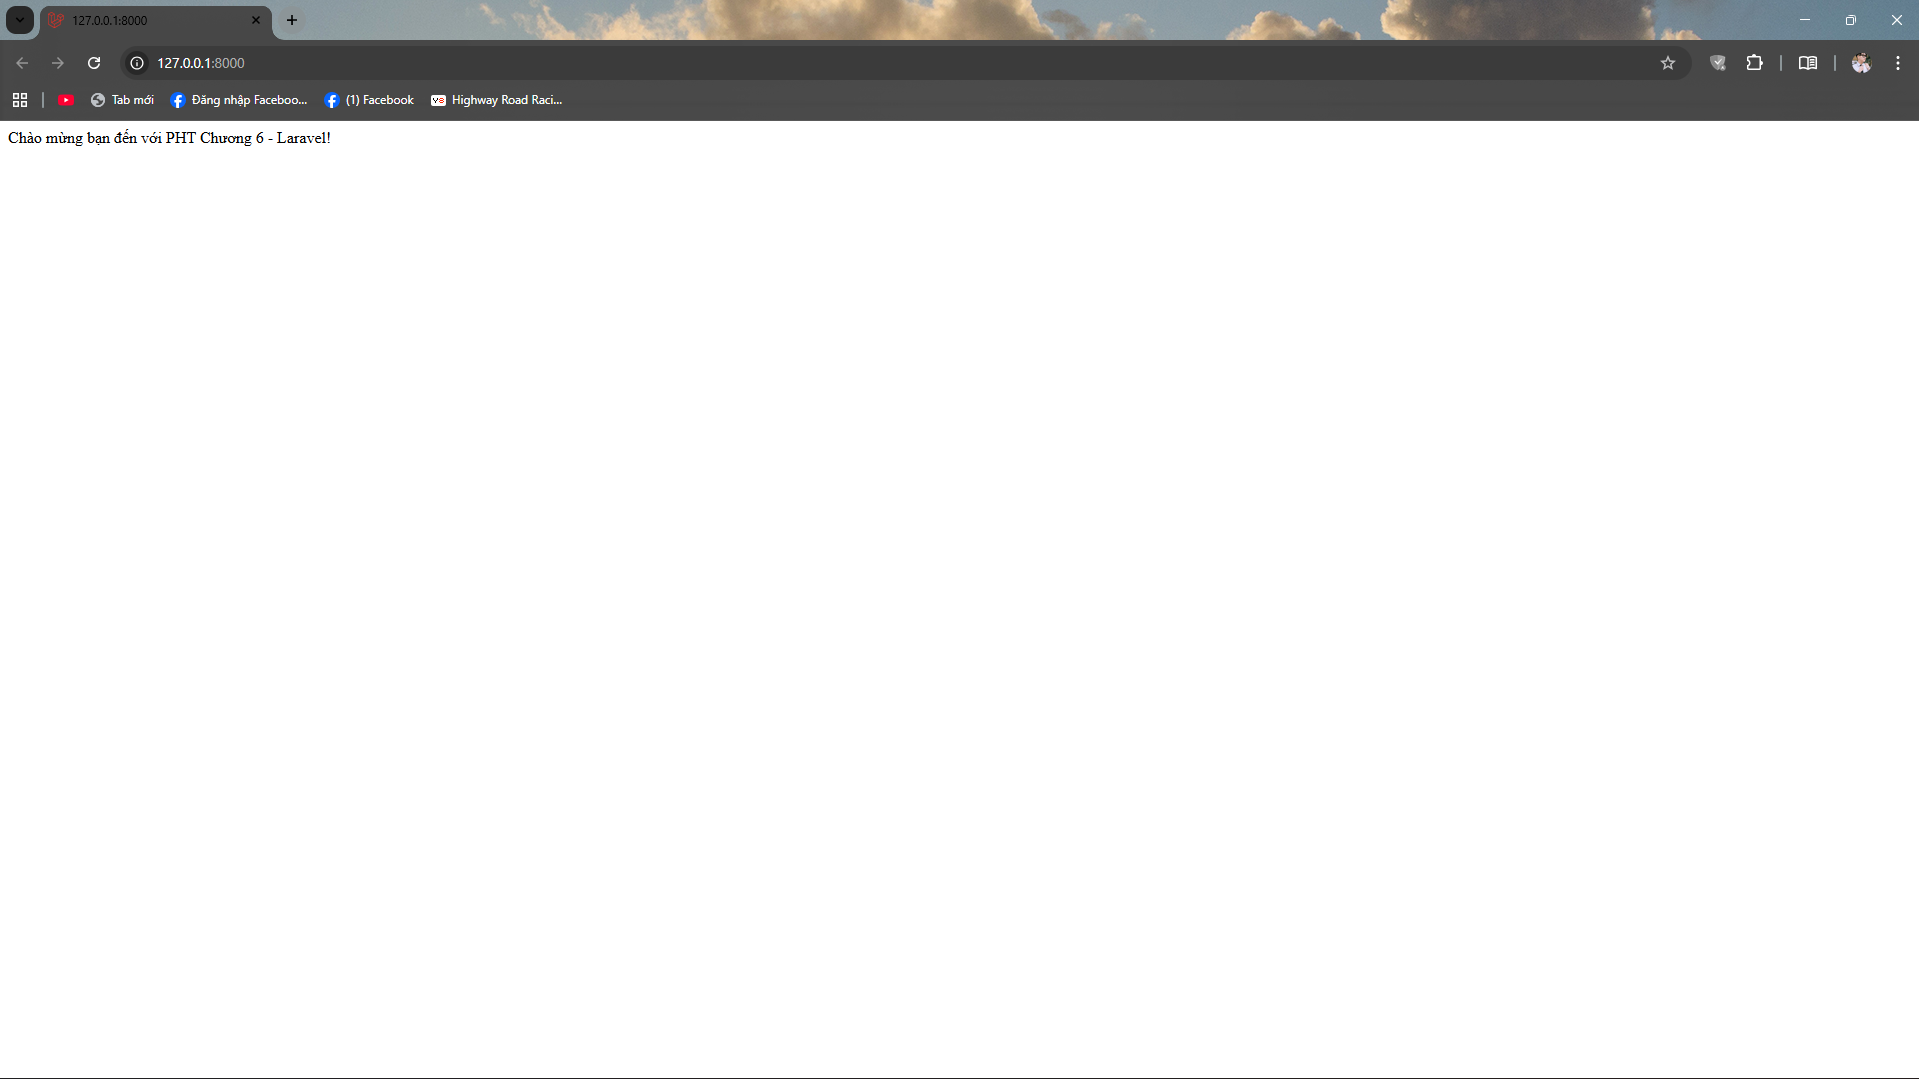 127.0.0.1:8000
127.0.0.1:8000
Tab mới
Đăng nhập Faceboo...
(1) Facebook
Highway Road Raci...
Chào mừng bạn đến với PHT Chương 6 - Laravel!